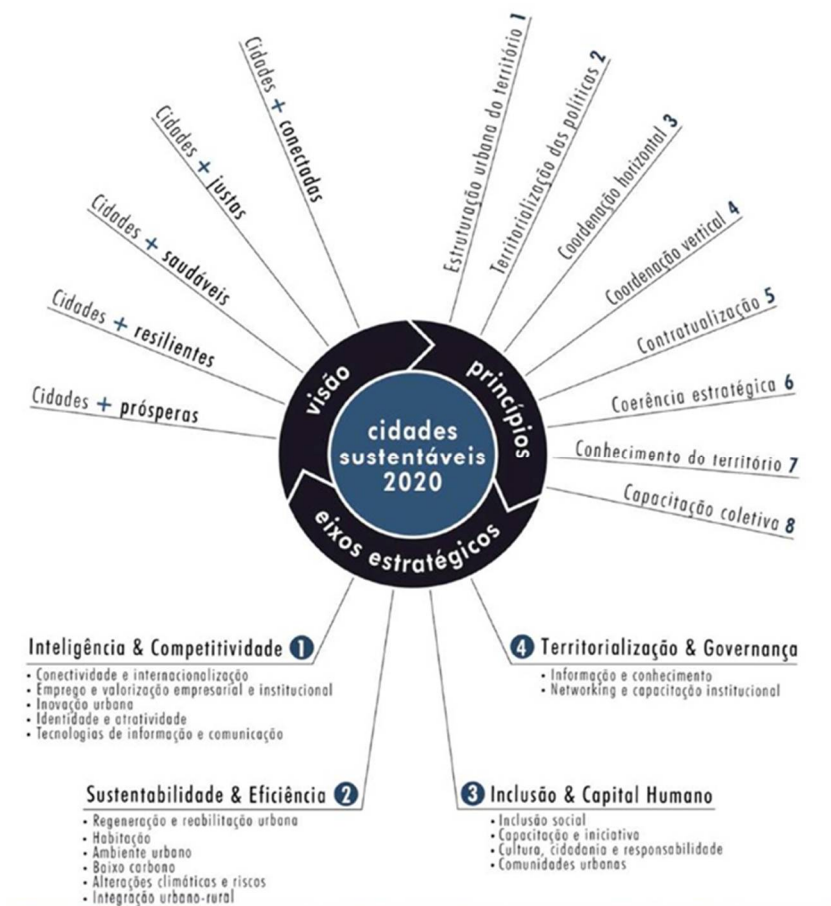 Cidades + conectadas
Cidades + justas
Cidades + saudáveis
Cidades + resilientes
Cidades + prósperas
Estruturação urbana do território 1
Territorialização das políticas 2
Coordenação horizontal 3
Coordenação vertical 4
Contratualização 5
Coerência estratégica 6
Conhecimento do território 7
Capacitação coletiva 8
visão
princípios
eixos estratégicos
cidades
sustentáveis
2020
Inteligência & Competitividade 1
• Conectividade e internacionalização
• Emprego e valorização empresarial e institucional
• Inovação urbana
• Identidade e atratividade
• Tecnologias de informação e comunicação
Sustentabilidade & Eficiência 2
• Regeneração e reabilitação urbana
• Habitação
• Ambiente urbano
• Baixo carbono
• Alterações climáticas e riscos
• Integração urbano-rural
3 Inclusão & Capital Humano
• Inclusão social
• Capacitação e iniciativa
• Cultura, cidadania e responsabilidade
• Comunidades urbanas
4 Territorialização & Governança
• Informação e conhecimento
• Networking e capacitação institucional